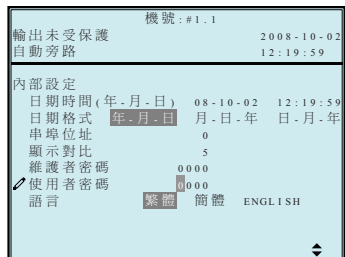 機號:#1.1
輸出未受保護 2008-10-02
自動旁路 12:19:59
內部設定
日期時間(年-月-日) 08-10-02 12:19:59
日期格式 年-月-日 月-日-年 日-月-年
串埠位址 0
顯示對比 5
維護者密碼 0000
使用者密碼 0000
語言 繁體 簡體 ENGLISH